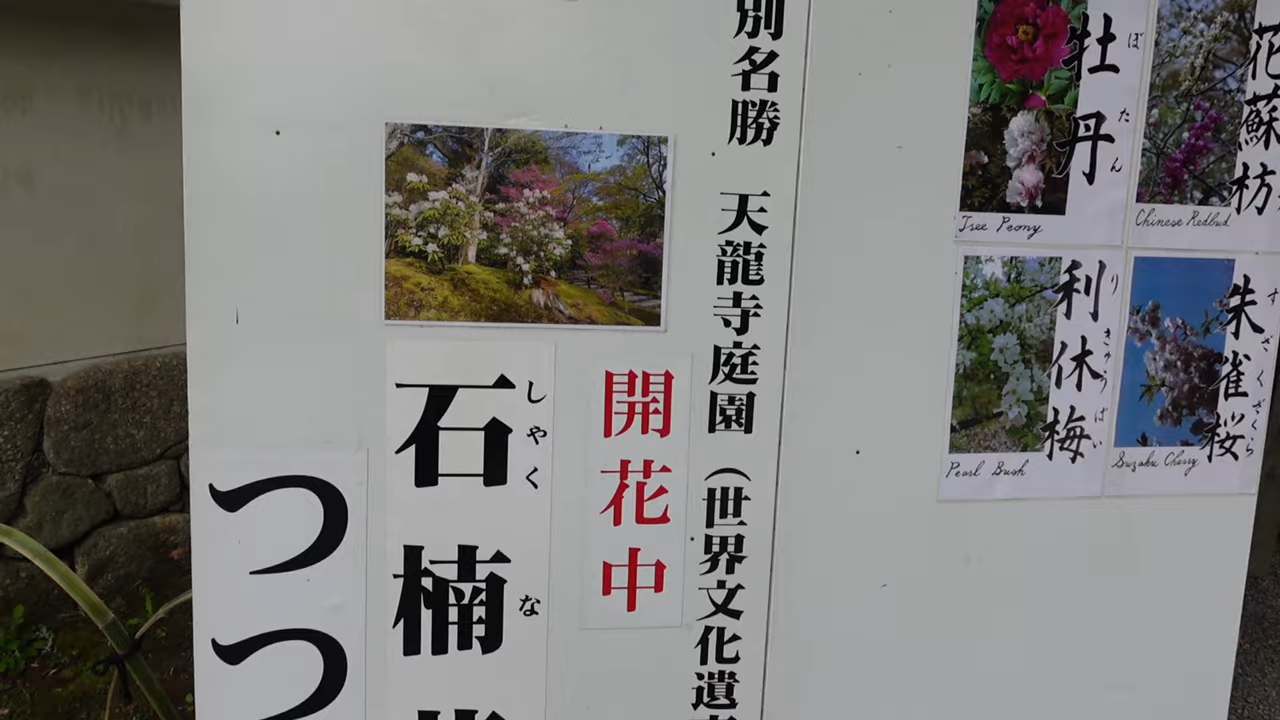 花蘇枋
Chinese Redbud
牡丹
ぼたん
Tree Peony
朱雀桜
すざくざくら
Suzaku Cherry
利休梅
りきゅうばい
Pearl Bush
別名勝 天龍寺庭園 (世界文化遺
開花中
石楠
しゃくな
つつ